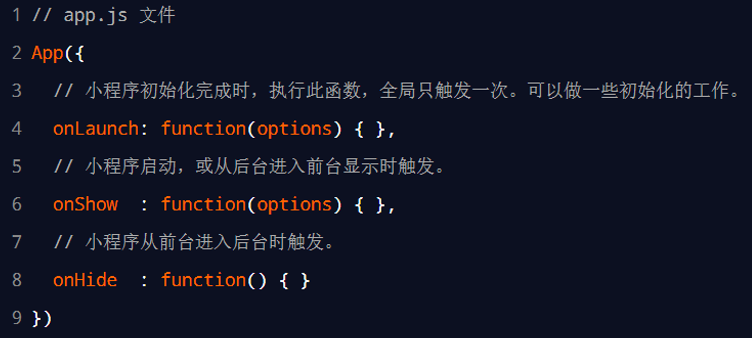 1 // app.js 文件
2 App({
3 // 小程序初始化完成时，执行此函数，全局只触发一次。可以做一些初始化的工作。
4 onLaunch: function(options) { },
5 // 小程序启动，或从后台进入前台显示时触发。
6 onShow : function(options) { },
7 // 小程序从前台进入后台时触发。
8 onHide : function() { }
9 })